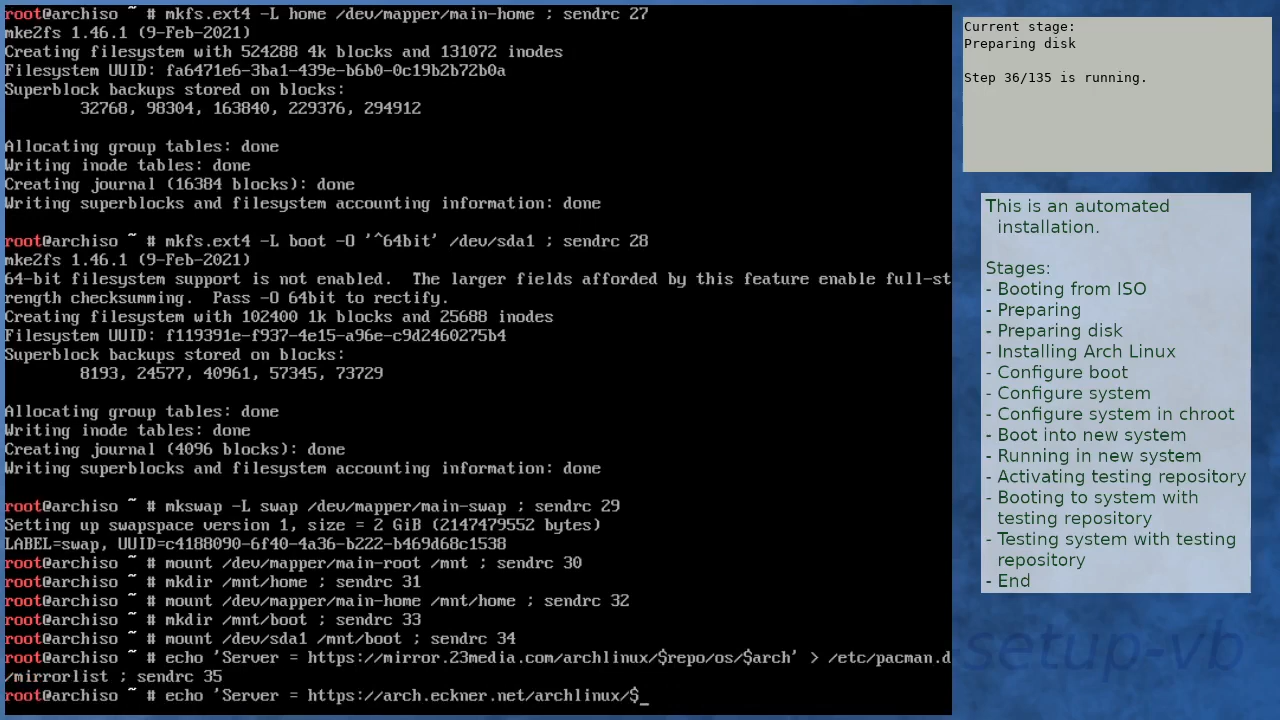 root@archiso ~ # mkfs.ext4 -L home /dev/mapper/main-home ; sendrc 27
mke2fs 1.46.1 (9-Feb-2021)
Creating filesystem with 524288 4k blocks and 131072 inodes
Filesystem UUID: fa6471e6-3ba1-439e-b6b0-0c19b2b72b0a
Superblock backups stored on blocks:
        32768, 98304, 163840, 229376, 294912

Allocating group tables: done
Writing inode tables: done
Creating journal (16384 blocks): done
Writing superblocks and filesystem accounting information: done

root@archiso ~ # mkfs.ext4 -L boot -O '^64bit' /dev/sda1 ; sendrc 28
mke2fs 1.46.1 (9-Feb-2021)
64-bit filesystem support is not enabled.  The larger fields afforded by this feature enable full-st
rength checksumming.  Pass -O 64bit to rectify.
Creating filesystem with 102400 1k blocks and 25688 inodes
Filesystem UUID: f119391e-f937-4e15-a96e-c9d2460275b4
Superblock backups stored on blocks:
        8193, 24577, 40961, 57345, 73729

Allocating group tables: done
Writing inode tables: done
Creating journal (4096 blocks): done
Writing superblocks and filesystem accounting information: done

root@archiso ~ # mkswap -L swap /dev/mapper/main-swap ; sendrc 29
Setting up swapspace version 1, size = 2 GiB (2147479552 bytes)
LABEL=swap, UUID=c4188090-6f40-4a36-b222-b469d68c1538
root@archiso ~ # mount /dev/mapper/main-root /mnt ; sendrc 30
root@archiso ~ # mkdir /mnt/home ; sendrc 31
root@archiso ~ # mount /dev/mapper/main-home /mnt/home ; sendrc 32
root@archiso ~ # mkdir /mnt/boot ; sendrc 33
root@archiso ~ # mount /dev/sda1 /mnt/boot ; sendrc 34
root@archiso ~ # echo 'Server = https://mirror.23media.com/archlinux/$repo/os/$arch' > /etc/pacman.d
/mirrorlist ; sendrc 35
root@archiso ~ # echo 'Server = https://arch.eckner.net/archlinux/$_
Current stage:
Preparing disk

Step 36/135 is running.

This is an automated
installation.

Stages:
- Booting from ISO
- Preparing
- Preparing disk
- Installing Arch Linux
- Configure boot
- Configure system
- Configure system in chroot
- Boot into new system
- Running in new system
- Activating testing repository
- Booting to system with
testing repository
- Testing system with testing
repository
- End
setup-vb